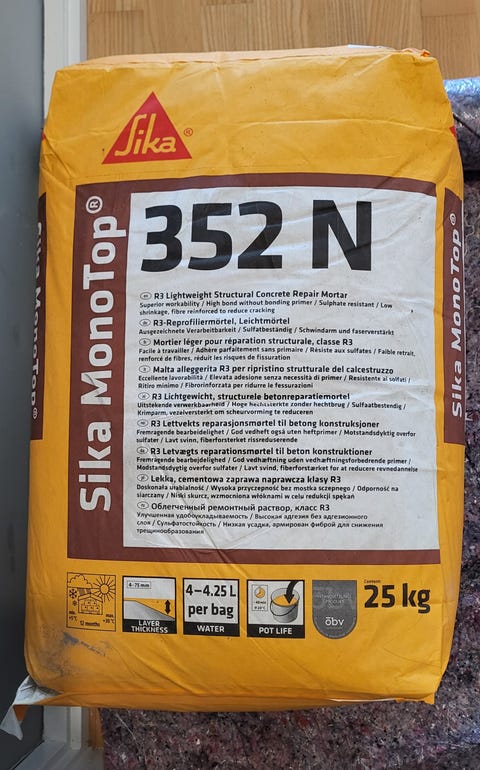 Sika®
Sika MonoTop®
352 N
R3 Lightweight Structural Concrete Repair Mortar
Superior workability / High bond without bonding primer / Sulphate resistant / Low
shrinkage, fibre reinforced to reduce cracking
R3-Reprofiliermörtel, Leichtmörtel
Ausgezeichnete Verarbeitbarkeit / Sulfatbeständig / Schwindarm und faserverstärkt
Mortier léger pour réparation structurale, classe R3
Facile à travailler / Adhère parfaitement sans primaire / Résiste aux sulfates / Faible retrait,
renforcé de fibres, réduit les risques de fissuration
Malta alleggerita R3 per ripristino strutturale del calcestruzzo
Eccellente lavorabilità / Elevata adesione senza necessità di primer / Resistente ai solfati /
Ritiro minimo / Fibrorinforzata per ridurre le fessurazioni
R3 Lichtgewicht, structurele betonreparatiemortel
Uitstekende verwerkbaarheid / Hoge hechtsterkte zonder hechtbrug / Sulfaatbestendig /
Krimparm, vezelversterkt om scheurvorming te reduceren
R3 Lettvekts reparasjonsmørtel til betong konstruksjoner
Fremragende bearbeidelighet / God vedheft også uten heftprimer / Motstandsdyktig overfor
sulfater / Lavt svinn, fiberforsterket rissreduserende
R3 Letvægts reparationsmørtel til beton konstruktioner
Fremragende bearbejdelighed / God vedhæftning uden vedhæftningsforbedrende primer /
Modstandsdygtig overfor sulfater / Lavt svind, fiberforstærket for at reducere revnedannelse
Lekka, cementowa zaprawa naprawcza klasy R3
Doskonała urabialność / Wysoka przyczepność bez mostka sczepnego / Odporność na
siarczany / Niski skurcz, wzmocniona włóknami w celu redukcji spękań
Облегченный ремонтный раствор, класс R3
Улучшенная удобоукладываемость / Высокая адгезия без адгезионного
слоя / Сульфатостойкость / Низкая усадка, армирован фиброй для снижения
трещинообразования
Sika MonoTop®
Sika MonoTop®
min.
+5°C
max.
+30°C
12 months
4–75 mm
LAYER
THICKNESS
4–4.25 L
per bag
WATER
POT LIFE
öbv
Content:
25 kg